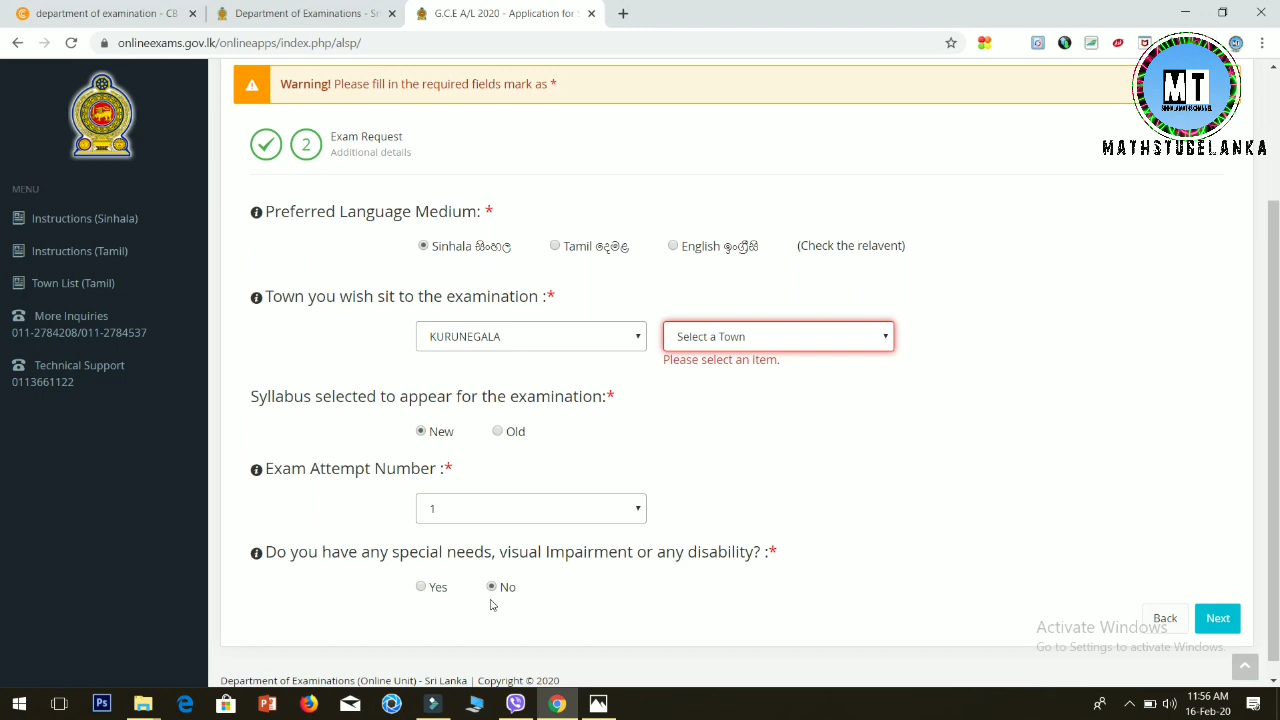 department of examination - CB
Department of Examinations - Sri
G.C.E A/L 2020 - Application for S
onlineexams.gov.lk/onlineapps/index.php/alsp/
MT
MATHSTUBELANKA
Warning! Please fill in the required fields mark as *
MENU
Instructions (Sinhala)
Instructions (Tamil)
Town List (Tamil)
More Inquiries
011-2784208/011-2784537
Technical Support
0113661122
2
Exam Request
Additional details
Preferred Language Medium: *
Sinhala සිංහල Tamil දෙමළ English ඉංග්‍රීසි (Check the relavent)
Town you wish sit to the examination :*
KURUNEGALA Select a Town
Please select an item.
Syllabus selected to appear for the examination:*
New Old
Exam Attempt Number :*
1
Do you have any special needs, visual Impairment or any disability? :*
Yes No
Back Next
Activate Windows
Go to Settings to activate Windows.
Department of Examinations (Online Unit) - Sri Lanka | Copyright © 2020
11:56 AM
16-Feb-20